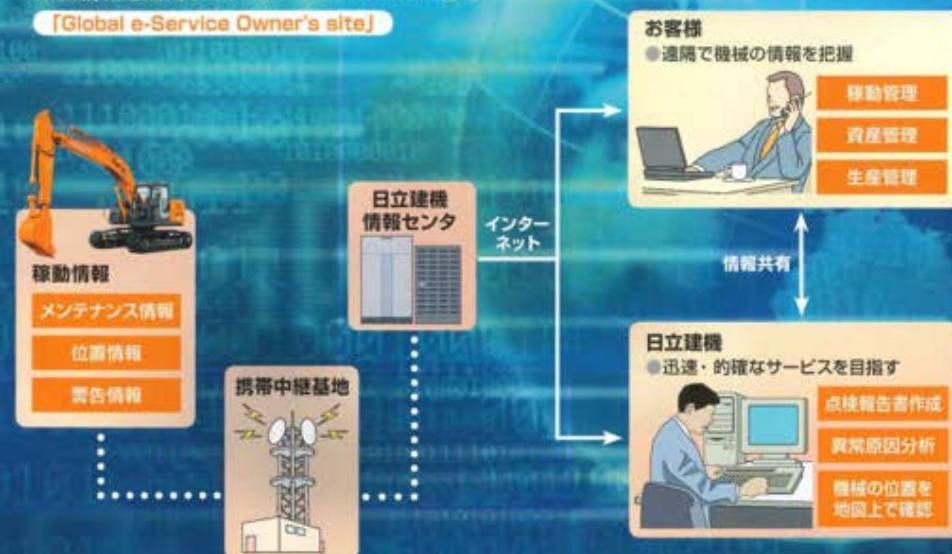 「Global e-Service Owner's site」
お客様
●遠隔で機械の情報を把握
稼動管理
資産管理
生産管理
日立建機
情報センタ
インター
ネット
稼動情報
メンテナンス情報
位置情報
警告情報
情報共有
携帯中継基地
日立建機
●迅速・的確なサービスを目指す
点検報告書作成
異常原因分析
機械の位置を
地図上で確認